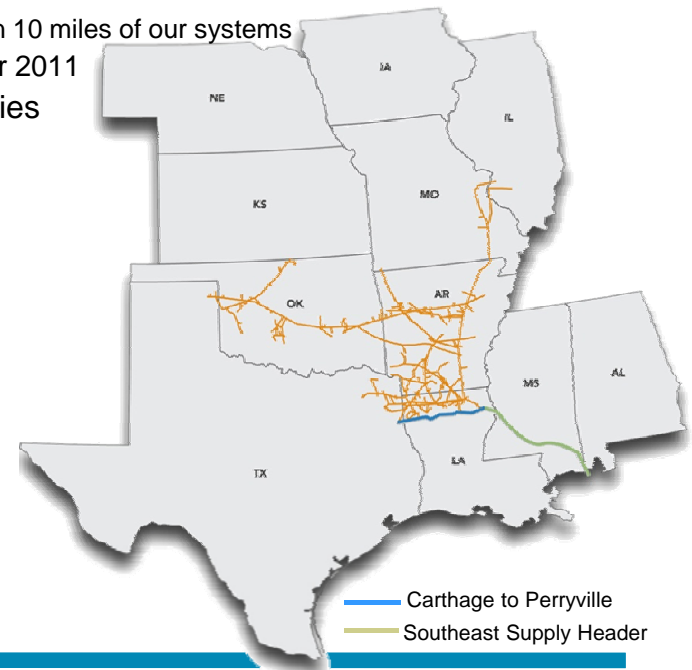 10 miles of our systems
2011
NE
IA
IL
KS
MO
OK
AR
TX
LA
MS
AL
Carthage to Perryville
Southeast Supply Header